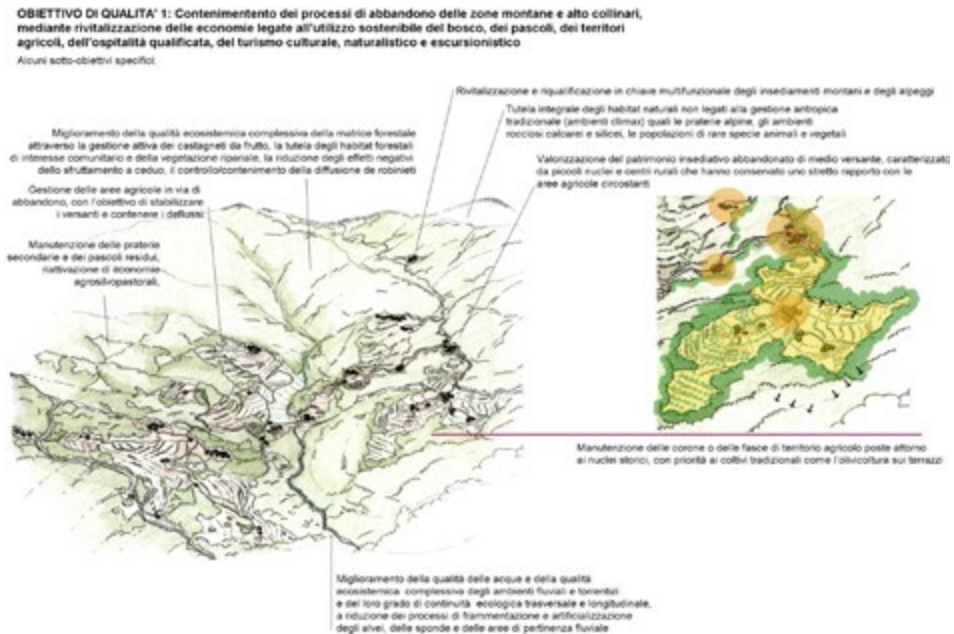 OBIETTIVO DI QUALITA' 1: Contenimentento dei processi di abbandono delle zone montane e alto collinari,
mediante rivitalizzazione delle economie legate all'utilizzo sostenibile del bosco, dei pascoli, dei territori
agricoli, dell'ospitalità qualificata, del turismo culturale, naturalistico e escursionistico
Alcuni sotto-obiettivi specifici:
Rivitalizzazione e riqualificazione in chiave multifunzionale degli insediamenti montani e degli alpeggi
Tutela integrale degli habitat naturali non legati alla gestione antropica
tradizionale (ambienti climax) quali le praterie alpine, gli ambienti
rocciosi calcarei e silicei, le popolazioni di rare specie animali e vegetali
Miglioramento della qualità ecosistemica complessiva della matrice forestale
attraverso la gestione attiva dei castagneti da frutto, la tutela degli habitat forestali
di interesse comunitario e della vegetazione ripariale, la riduzione degli effetti negativi
dello sfruttamento a ceduo, il controllo/contenimento della diffusione de robinieti
Valorizzazione del patrimonio insediativo abbandonato di medio versante, caratterizzato
da piccoli nuclei e centri rurali che hanno conservato uno stretto rapporto con le
aree agricole circostanti
Gestione delle aree agricole in via di
abbandono, con l'obiettivo di stabilizzare
i versanti e contenere i deflussi
Manutenzione delle praterie
secondarie e dei pascoli residui,
riattivazione di economie
agrosilvopastorali.
Manutenzione delle corone o delle fasce di territorio agricolo poste attorno
ai nuclei storici, con priorità ai coltivi tradizionali come l'olivicoltura sui terrazzi
Miglioramento della qualità delle acque e della qualità
ecosistemica complessiva degli ambienti fluviali e torrentizi
e del loro grado di continuità ecologica trasversale e longitudinale,
a riduzione dei processi di frammentazione e artificializzazione
degli alvei, delle sponde e delle aree di pertinenza fluviale